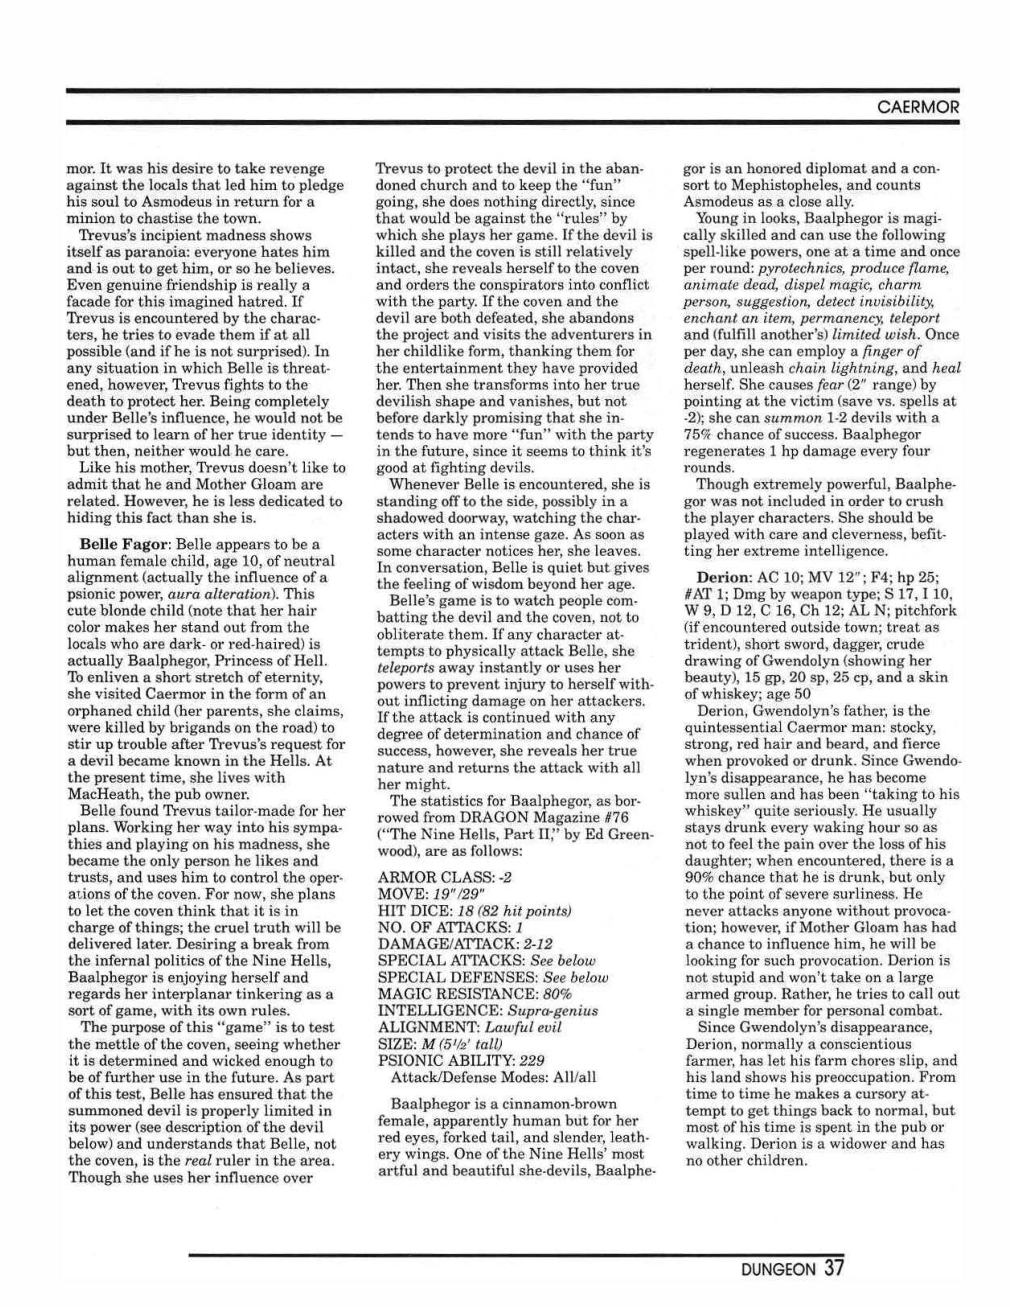 CAERMOR
mor. It was his desire to take revenge
against the locals that led him to pledge
his soul to Asmodeus in return for a
minion to chastise the town.
Trevus's incipient madness shows
itself as paranoia: everyone hates him
and is out to get him, or so he believes.
Even genuine friendship is really a
facade for this imagined hatred. If
Trevus is encountered by the charac-
ters, he tries to evade them if at all
possible (and if he is not surprised). In
any situation in which Belle is threat-
ened, however, Trevus fights to the
death to protect her. Being completely
under Belle's influence, he would not be
surprised to learn of her true identity —
but then, neither would he care.
Like his mother, Trevus doesn't like to
admit that he and Mother Gloam are
related. However, he is less dedicated to
hiding this fact than she is.
Belle Fagor: Belle appears to be a
human female child, age 10, of neutral
alignment (actually the influence of a
psionic power, aura alteration). This
cute blonde child (note that her hair
color makes her stand out from the
locals who are dark- or red-haired) is
actually Baalphegor, Princess of Hell.
To enliven a short stretch of eternity,
she visited Caermor in the form of an
orphaned child (her parents, she claims,
were killed by brigands on the road) to
stir up trouble after Trevus's request for
a devil became known in the Hells. At
the present time, she lives with
MacHeath, the pub owner.
Belle found Trevus tailor-made for her
plans. Working her way into his sympa-
thies and playing on his madness, she
became the only person he likes and
trusts, and uses him to control the oper-
ations of the coven. For now, she plans
to let the coven think that it is in
charge of things; the cruel truth will be
delivered later. Desiring a break from
the infernal politics of the Nine Hells,
Baalphegor is enjoying herself and
regards her interplanar tinkering as a
sort of game, with its own rules.
The purpose of this "game" is to test
the mettle of the coven, seeing whether
it is determined and wicked enough to
be of further use in the future. As part
of this test, Belle has ensured that the
summoned devil is properly limited in
its power (see description of the devil
below) and understands that Belle, not
the coven, is the real ruler in the area.
Though she uses her influence over
Trevus to protect the devil in the aban-
doned church and to keep the "fun"
going, she does nothing directly, since
that would be against the "rules" by
which she plays her game. If the devil is
killed and the coven is still relatively
intact, she reveals herself to the coven
and orders the conspirators into conflict
with the party. If the coven and the
devil are both defeated, she abandons
the project and visits the adventurers in
her childlike form, thanking them for
the entertainment they have provided
her. Then she transforms into her true
devilish shape and vanishes, but not
before darkly promising that she in-
tends to have more "fun" with the party
in the future, since it seems to think it's
good at fighting devils.
Whenever Belle is encountered, she is
standing off to the side, possibly in a
shadowed doorway, watching the char-
acters with an intense gaze. As soon as
some character notices her, she leaves.
In conversation, Belle is quiet but gives
the feeling of wisdom beyond her age.
Belle's game is to watch people com-
batting the devil and the coven, not to
obliterate them. If any character at-
tempts to physically attack Belle, she
teleports away instantly or uses her
powers to prevent injury to herself with-
out inflicting damage on her attackers.
If the attack is continued with any
degree of determination and chance of
success, however, she reveals her true
nature and returns the attack with all
her might.
The statistics for Baalphegor, as bor-
rowed from DRAGON Magazine #76
("The Nine Hells, Part II," by Ed Green-
wood), are as follows:
ARMOR CLASS: -2
MOVE: 19"/29"
HIT DICE: 18 (82 hit points)
NO. OF ATTACKS: 1
DAMAGE/ATTACK: 2-12
SPECIAL ATTACKS: See below
SPECIAL DEFENSES: See below
MAGIC RESISTANCE: 80%
INTELLIGENCE: Supra-genius
ALIGNMENT: Lawful evil
SIZE: M (5½' tall)
PSIONIC ABILITY: 229
Attack/Defense Modes: All/all
Baalphegor is a cinnamon-brown
female, apparently human but for her
red eyes, forked tail, and slender, leath-
ery wings. One of the Nine Hells' most
artful and beautiful she-devils, Baalphe-
gor is an honored diplomat and a con-
sort to Mephistopheles, and counts
Asmodeus as a close ally.
Young in looks, Baalphegor is magi-
cally skilled and can use the following
spell-like powers, one at a time and once
per round: pyrotechnics, produce flame,
animate dead, dispel magic, charm
person, suggestion, detect invisibility,
enchant an item, permanency, teleport
and (fulfill another's) limited wish. Once
per day, she can employ a finger of
death, unleash chain lightning, and heal
herself. She causes fear (2" range) by
pointing at the victim (save vs. spells at
-2); she can summon 1-2 devils with a
75% chance of success. Baalphegor
regenerates 1 hp damage every four
rounds.
Though extremely powerful, Baalphe-
gor was not included in order to crush
the player characters. She should be
played with care and cleverness, befit-
ting her extreme intelligence.
Derion: AC 10; MV 12"; F4; hp 25;
#AT 1; Dmg by weapon type; S 17, I 10,
W 9, D 12, C 16, Ch 12; AL N; pitchfork
(if encountered outside town; treat as
trident), short sword, dagger, crude
drawing of Gwendolyn (showing her
beauty), 15 gp, 20 sp, 25 cp, and a skin
of whiskey; age 50
Derion, Gwendolyn's father, is the
quintessential Caermor man: stocky,
strong, red hair and beard, and fierce
when provoked or drunk. Since Gwendo-
lyn's disappearance, he has become
more sullen and has been "taking to his
whiskey" quite seriously. He usually
stays drunk every waking hour so as
not to feel the pain over the loss of his
daughter; when encountered, there is a
90% chance that he is drunk, but only
to the point of severe surliness. He
never attacks anyone without provoca-
tion; however, if Mother Gloam has had
a chance to influence him, he will be
looking for such provocation. Derion is
not stupid and won't take on a large
armed group. Rather, he tries to call out
a single member for personal combat.
Since Gwendolyn's disappearance,
Derion, normally a conscientious
farmer, has let his farm chores slip, and
his land shows his preoccupation. From
time to time he makes a cursory at-
tempt to get things back to normal, but
most of his time is spent in the pub or
walking. Derion is a widower and has
no other children.
DUNGEON 37